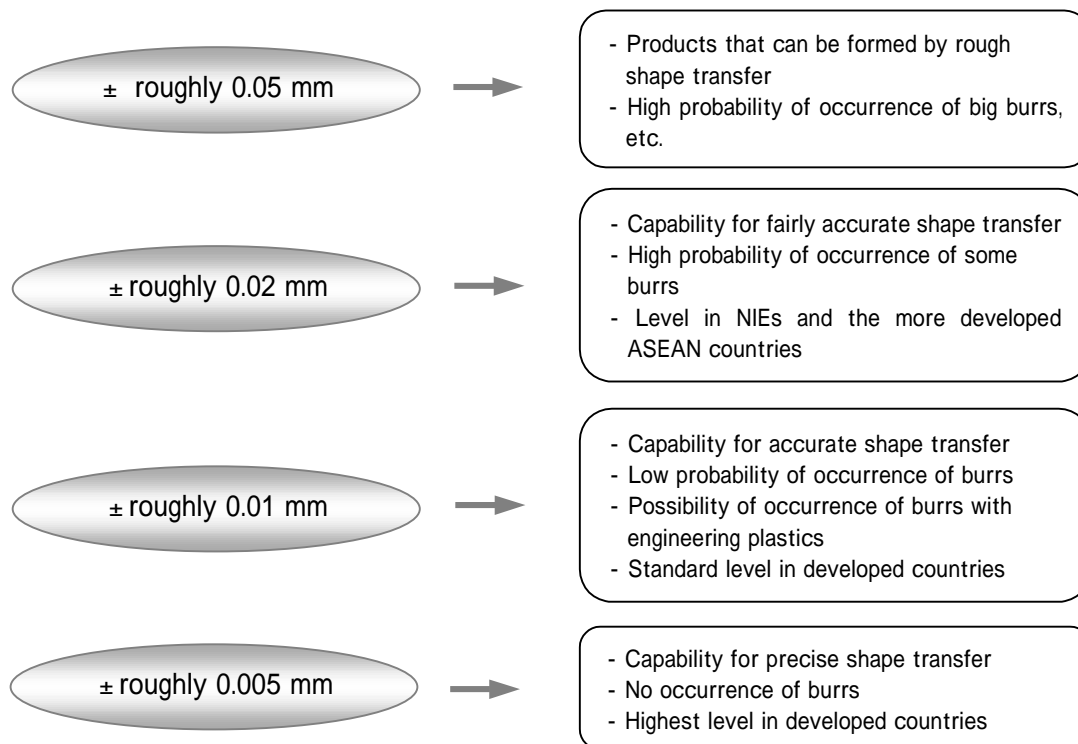 ± roughly 0.05 mm
- Products that can be formed by rough
shape transfer
- High probability of occurrence of big burrs,
etc.
± roughly 0.02 mm
- Capability for fairly accurate shape transfer
- High probability of occurrence of some
burrs
- Level in NIEs and the more developed
ASEAN countries
± roughly 0.01 mm
- Capability for accurate shape transfer
- Low probability of occurrence of burrs
- Possibility of occurrence of burrs with
engineering plastics
- Standard level in developed countries
± roughly 0.005 mm
- Capability for precise shape transfer
- No occurrence of burrs
- Highest level in developed countries